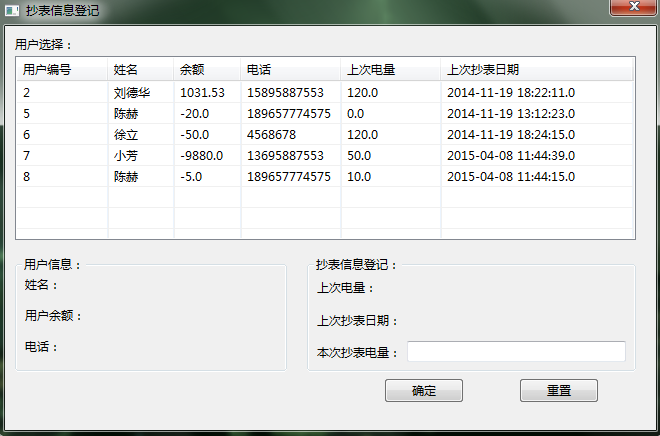 抄表信息登记
用户选择：
用户编号 姓名 余额 电话 上次电量 上次抄表日期
2 刘德华 1031.53 15895887553 120.0 2014-11-19 18:22:11.0
5 陈赫 -20.0 189657774575 0.0 2014-11-19 13:12:23.0
6 徐立 -50.0 4568678 120.0 2014-11-19 18:24:15.0
7 小芳 -9880.0 13695887553 50.0 2015-04-08 11:44:39.0
8 陈赫 -5.0 189657774575 10.0 2015-04-08 11:44:15.0
用户信息：
姓名：
用户余额：
电话：
抄表信息登记：
上次电量：
上次抄表日期：
本次抄表电量：
确定 重置